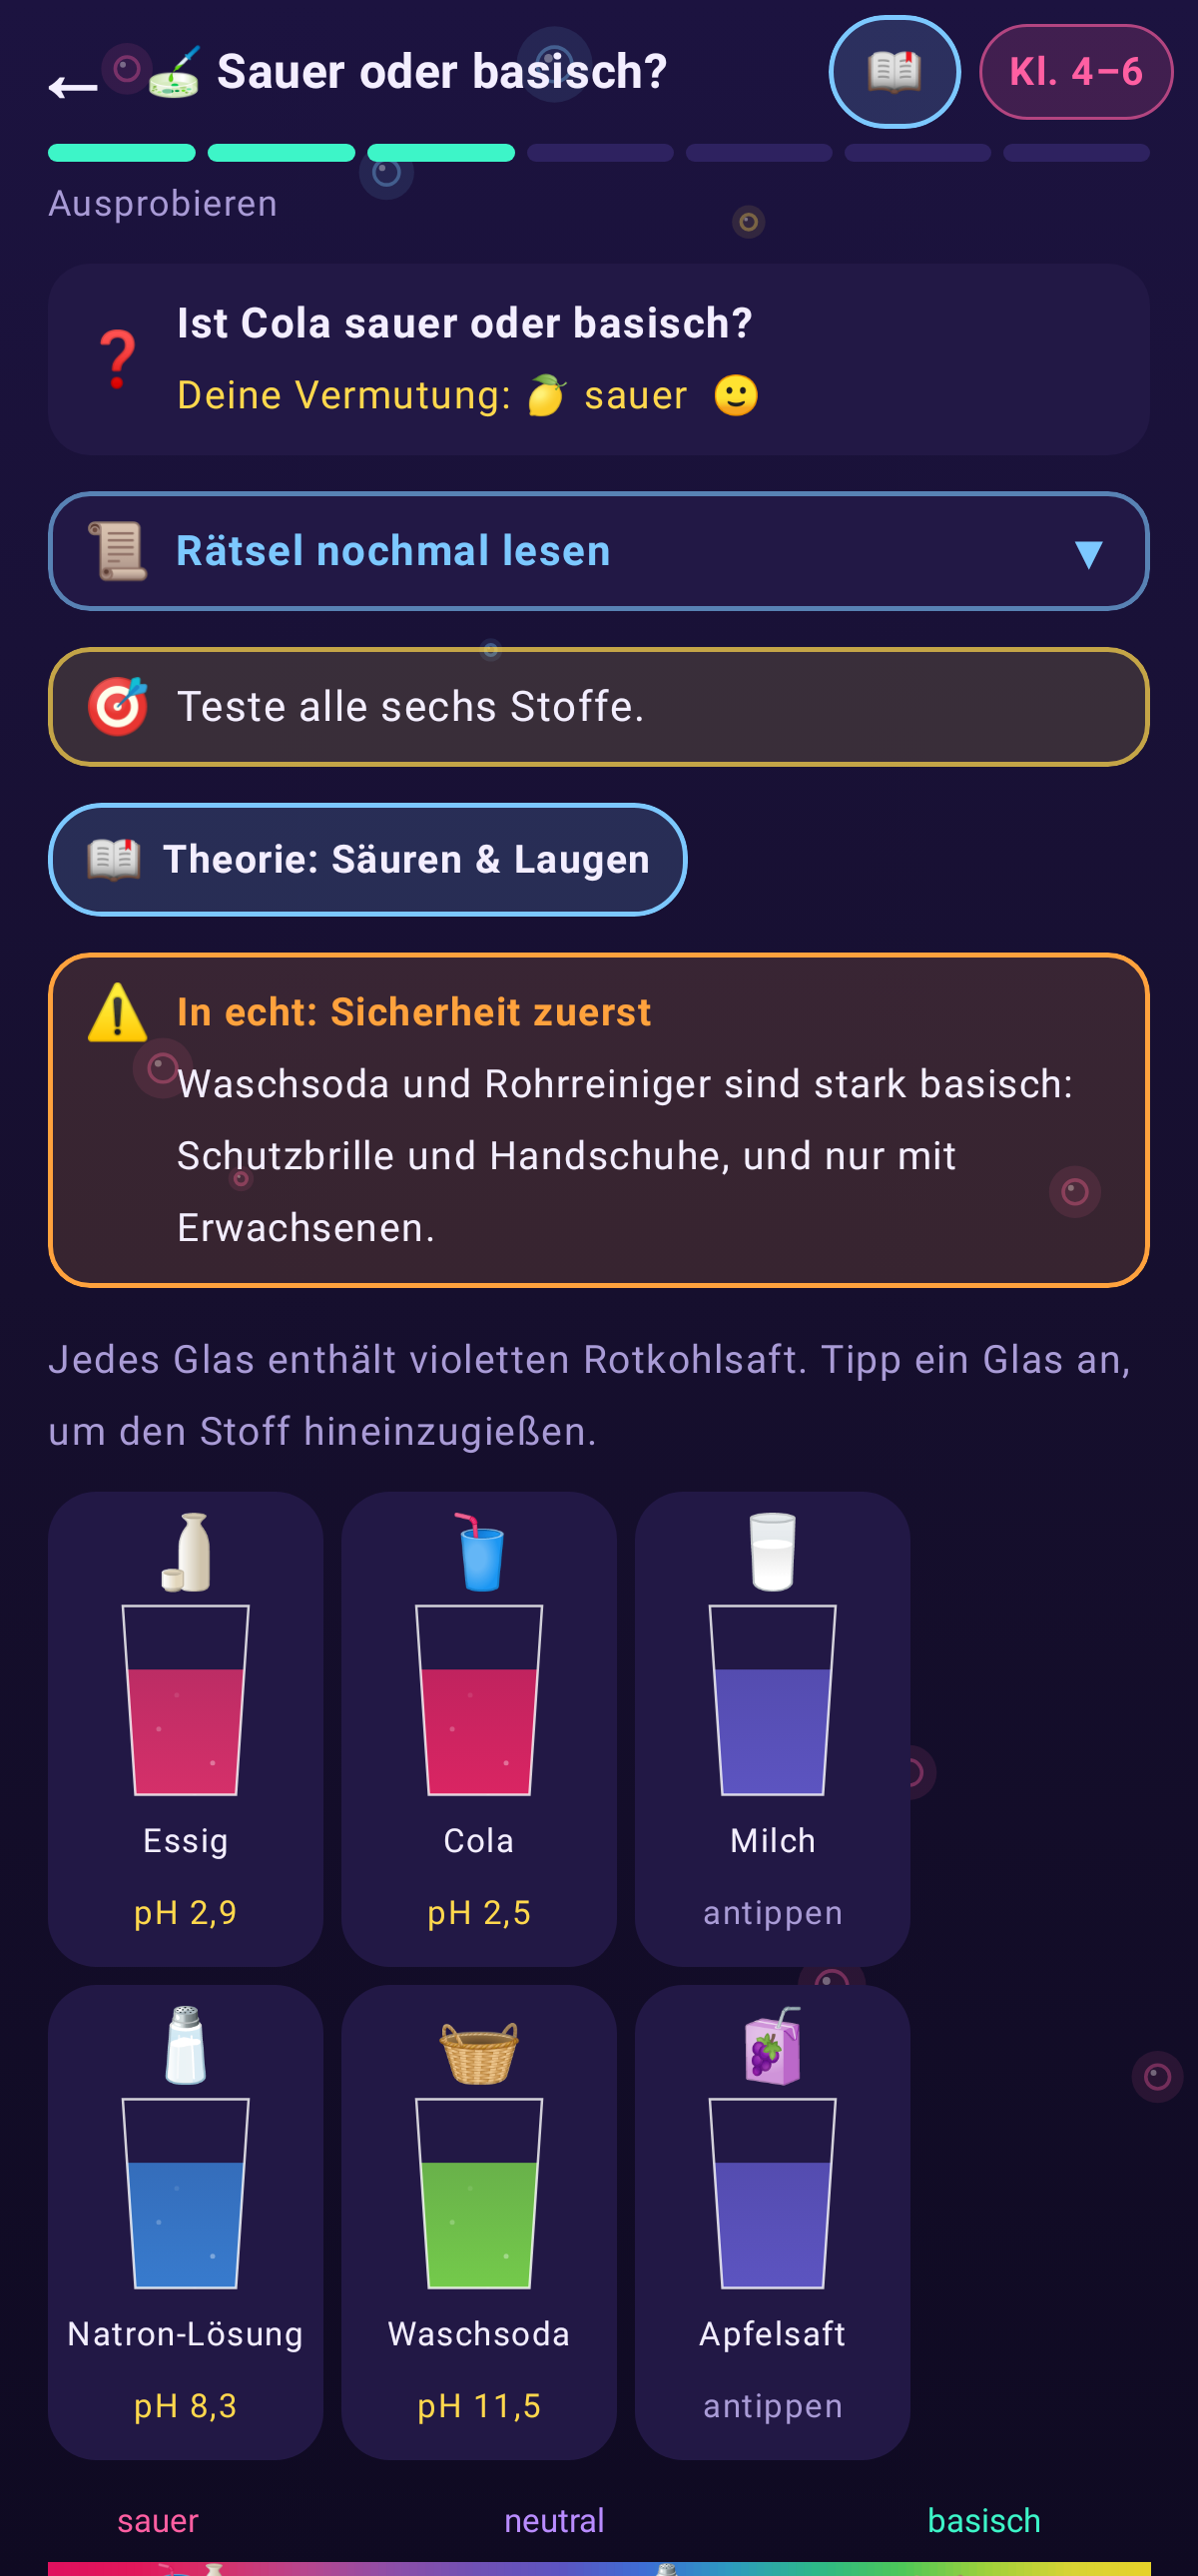 ← Sauer oder basisch?
Kl. 4–6
Ausprobieren
Ist Cola sauer oder basisch?
Deine Vermutung: 🍋 sauer 🙂
Rätsel nochmal lesen ▼
Teste alle sechs Stoffe.
Theorie: Säuren & Laugen
In echt: Sicherheit zuerst
Waschsoda und Rohrreiniger sind stark basisch:
Schutzbrille und Handschuhe, und nur mit
Erwachsenen.
Jedes Glas enthält violetten Rotkohlsaft. Tipp ein Glas an,
um den Stoff hineinzugießen.
Essig
pH 2,9
Cola
pH 2,5
Milch
antippen
Natron-Lösung
pH 8,3
Waschsoda
pH 11,5
Apfelsaft
antippen
sauer neutral basisch